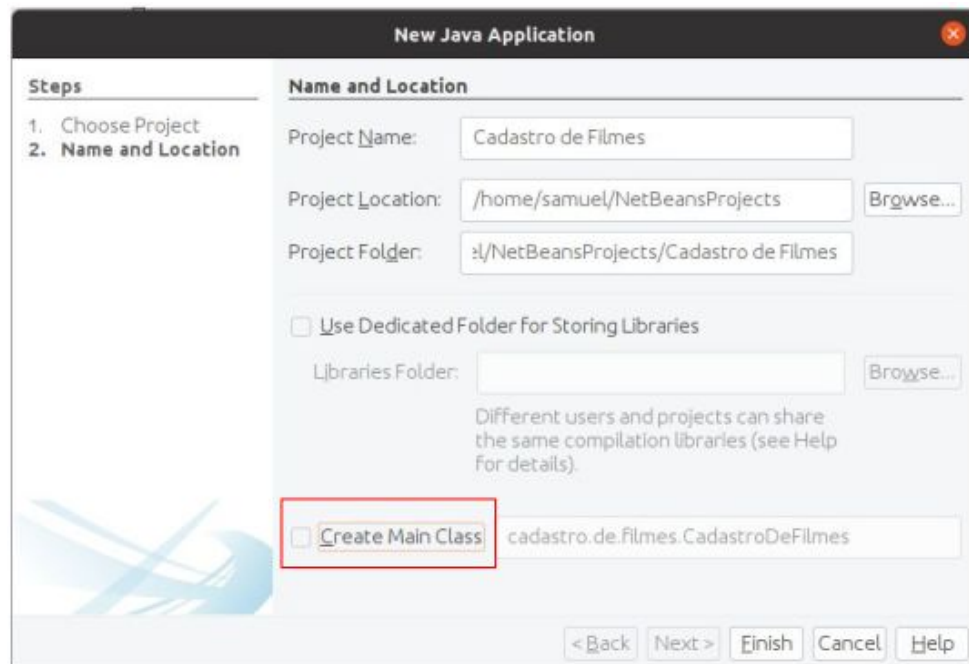 New Java Application
Steps
1. Choose Project
2. Name and Location
Name and Location
Project Name: Cadastro de Filmes
Project Location: /home/samuel/NetBeansProjects Browse...
Project Folder: el/NetBeansProjects/Cadastro de Filmes
Use Dedicated Folder for Storing Libraries
Libraries Folder: Browse...
Different users and projects can share
the same compilation libraries (see Help
for details).
Create Main Class cadastro.de.filmes.CadastroDeFilmes
< Back Next > Finish Cancel Help